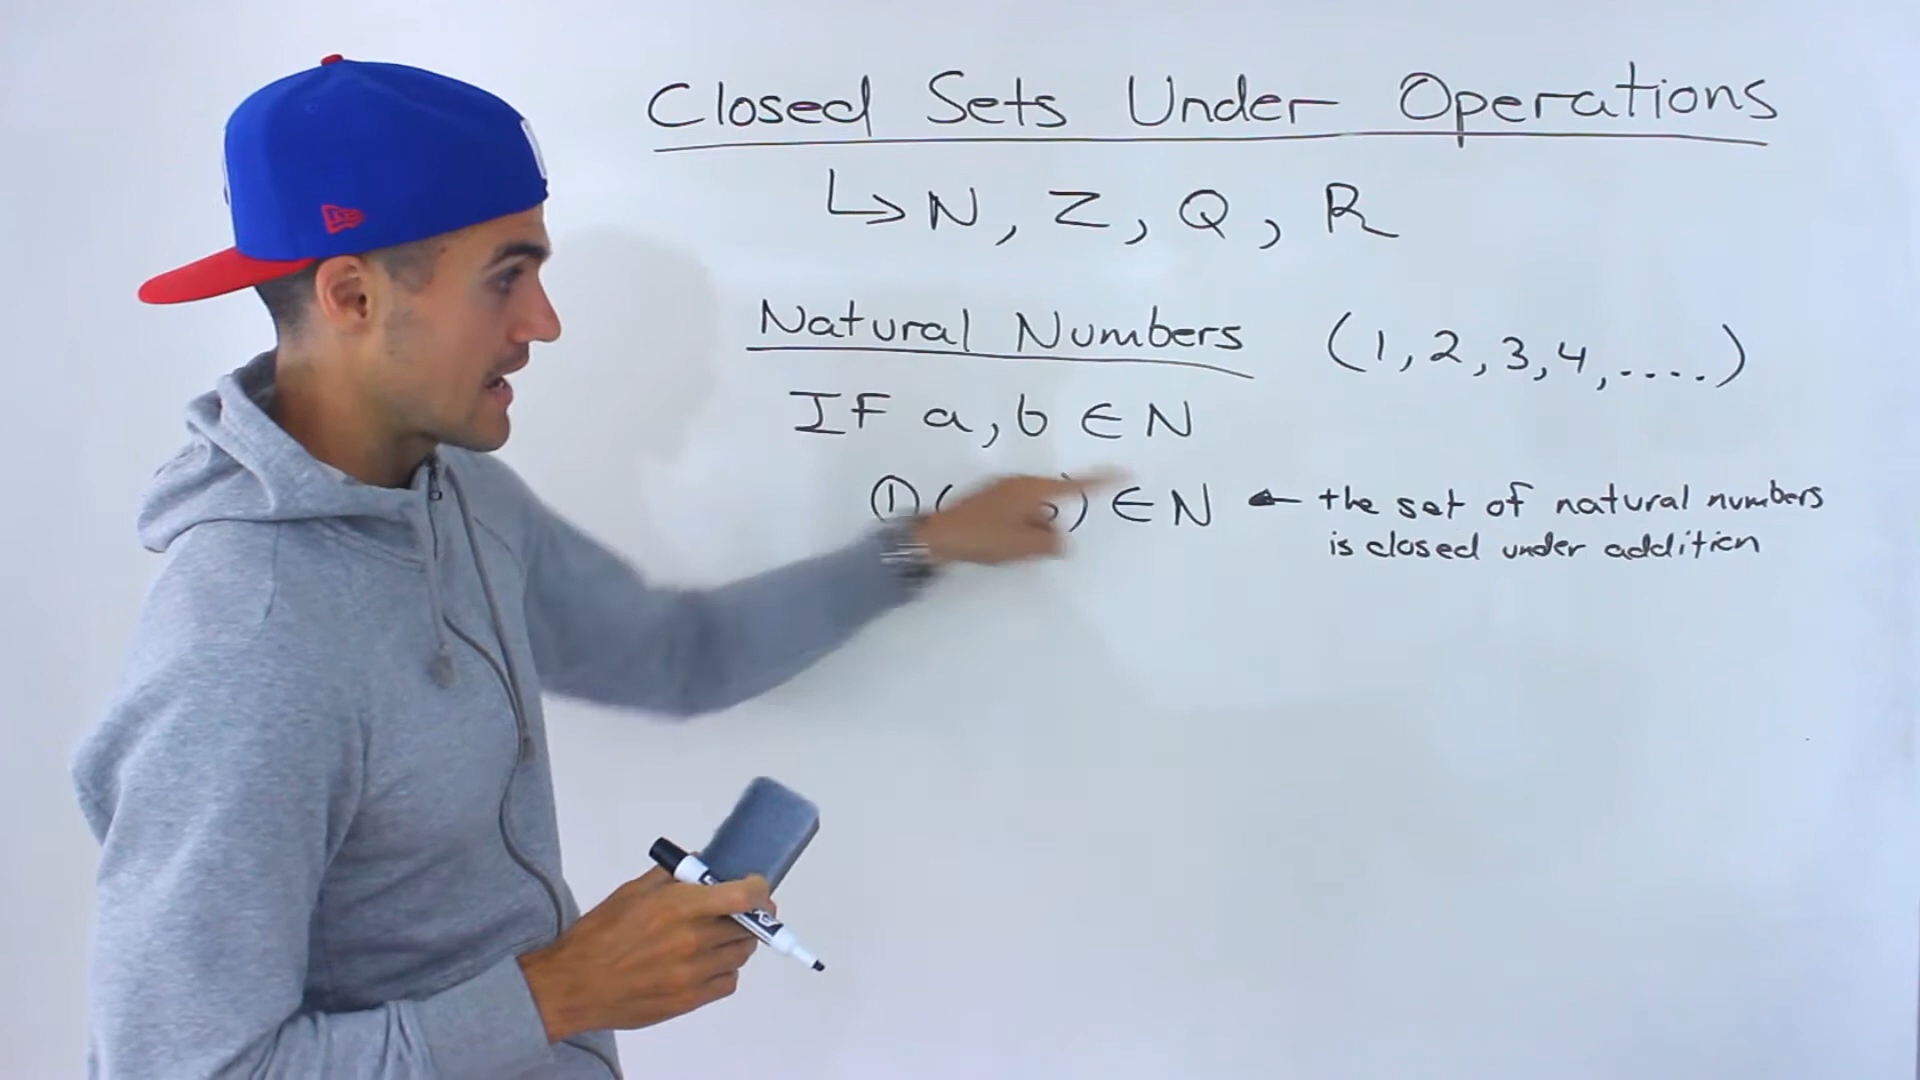 Closed Sets Under Operations
↳ N, Z, Q, R
Natural Numbers (1, 2, 3, 4, ....)
IF a, b ∈ N
① ( ) ∈ N ← the set of natural numbers
is closed under addition